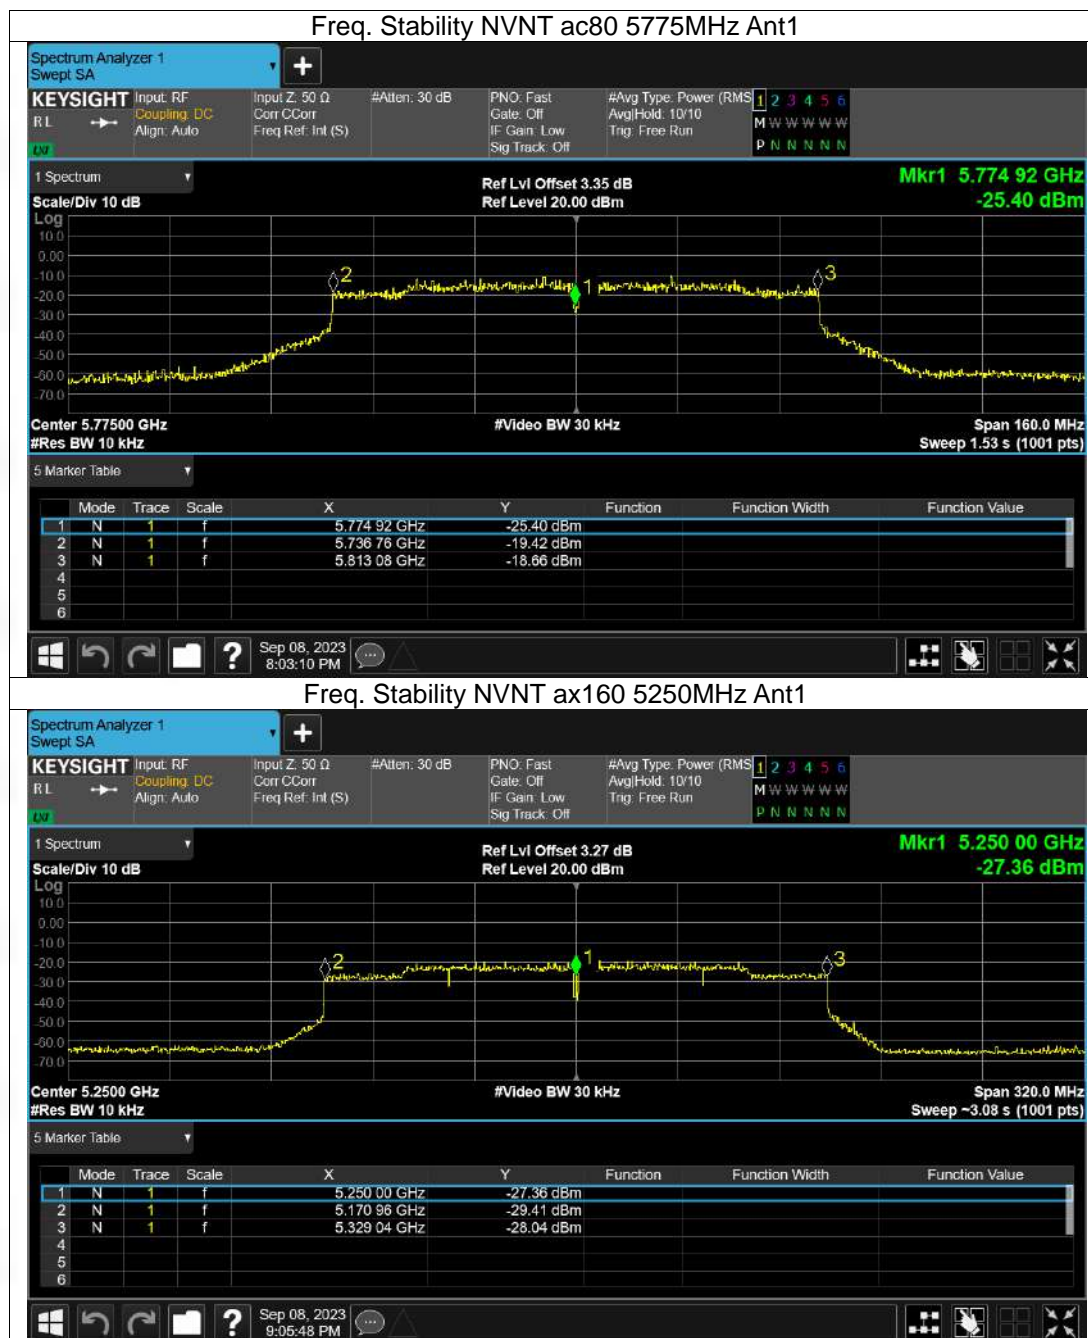 Freq. Stability NVNT ac80 5775MHz Ant1
Spectrum Analyzer 1
Swept SA
+
KEYSIGHT Input: RF Input Z: 50 Ω #Atten: 30 dB PNO: Fast #Avg Type: Power (RMS 1 2 3 4 5 6
RL Coupling: DC Corr CCorr Gate: Off Avg|Hold: 10/10 M W W W W W
Align: Auto Freq Ref: Int (S) IF Gain: Low Trig: Free Run
LXI Sig Track: Off P N N N N N
1 Spectrum Ref Lvl Offset 3.35 dB Mkr1 5.774 92 GHz
Scale/Div 10 dB Ref Level 20.00 dBm -25.40 dBm
Log
10.0
0.00
-10.0
-20.0
-30.0
-40.0
-50.0
-60.0
-70.0
2
1
3
Center 5.77500 GHz #Video BW 30 kHz Span 160.0 MHz
#Res BW 10 kHz Sweep 1.53 s (1001 pts)
5 Marker Table
Mode Trace Scale X Y Function Function Width Function Value
1 N 1 f 5.774 92 GHz -25.40 dBm
2 N 1 f 5.736 76 GHz -19.42 dBm
3 N 1 f 5.813 08 GHz -18.66 dBm
4
5
6
? Sep 08, 2023
8:03:10 PM
Freq. Stability NVNT ax160 5250MHz Ant1
Spectrum Analyzer 1
Swept SA
+
KEYSIGHT Input: RF Input Z: 50 Ω #Atten: 30 dB PNO: Fast #Avg Type: Power (RMS 1 2 3 4 5 6
RL Coupling: DC Corr CCorr Gate: Off Avg|Hold: 10/10 M W W W W W
Align: Auto Freq Ref: Int (S) IF Gain: Low Trig: Free Run
LXI Sig Track: Off P N N N N N
1 Spectrum Ref Lvl Offset 3.27 dB Mkr1 5.250 00 GHz
Scale/Div 10 dB Ref Level 20.00 dBm -27.36 dBm
Log
10.0
0.00
-10.0
-20.0
-30.0
-40.0
-50.0
-60.0
-70.0
2
1
3
Center 5.2500 GHz #Video BW 30 kHz Span 320.0 MHz
#Res BW 10 kHz Sweep ~3.08 s (1001 pts)
5 Marker Table
Mode Trace Scale X Y Function Function Width Function Value
1 N 1 f 5.250 00 GHz -27.36 dBm
2 N 1 f 5.170 96 GHz -29.41 dBm
3 N 1 f 5.329 04 GHz -28.04 dBm
4
5
6
? Sep 08, 2023
9:05:48 PM